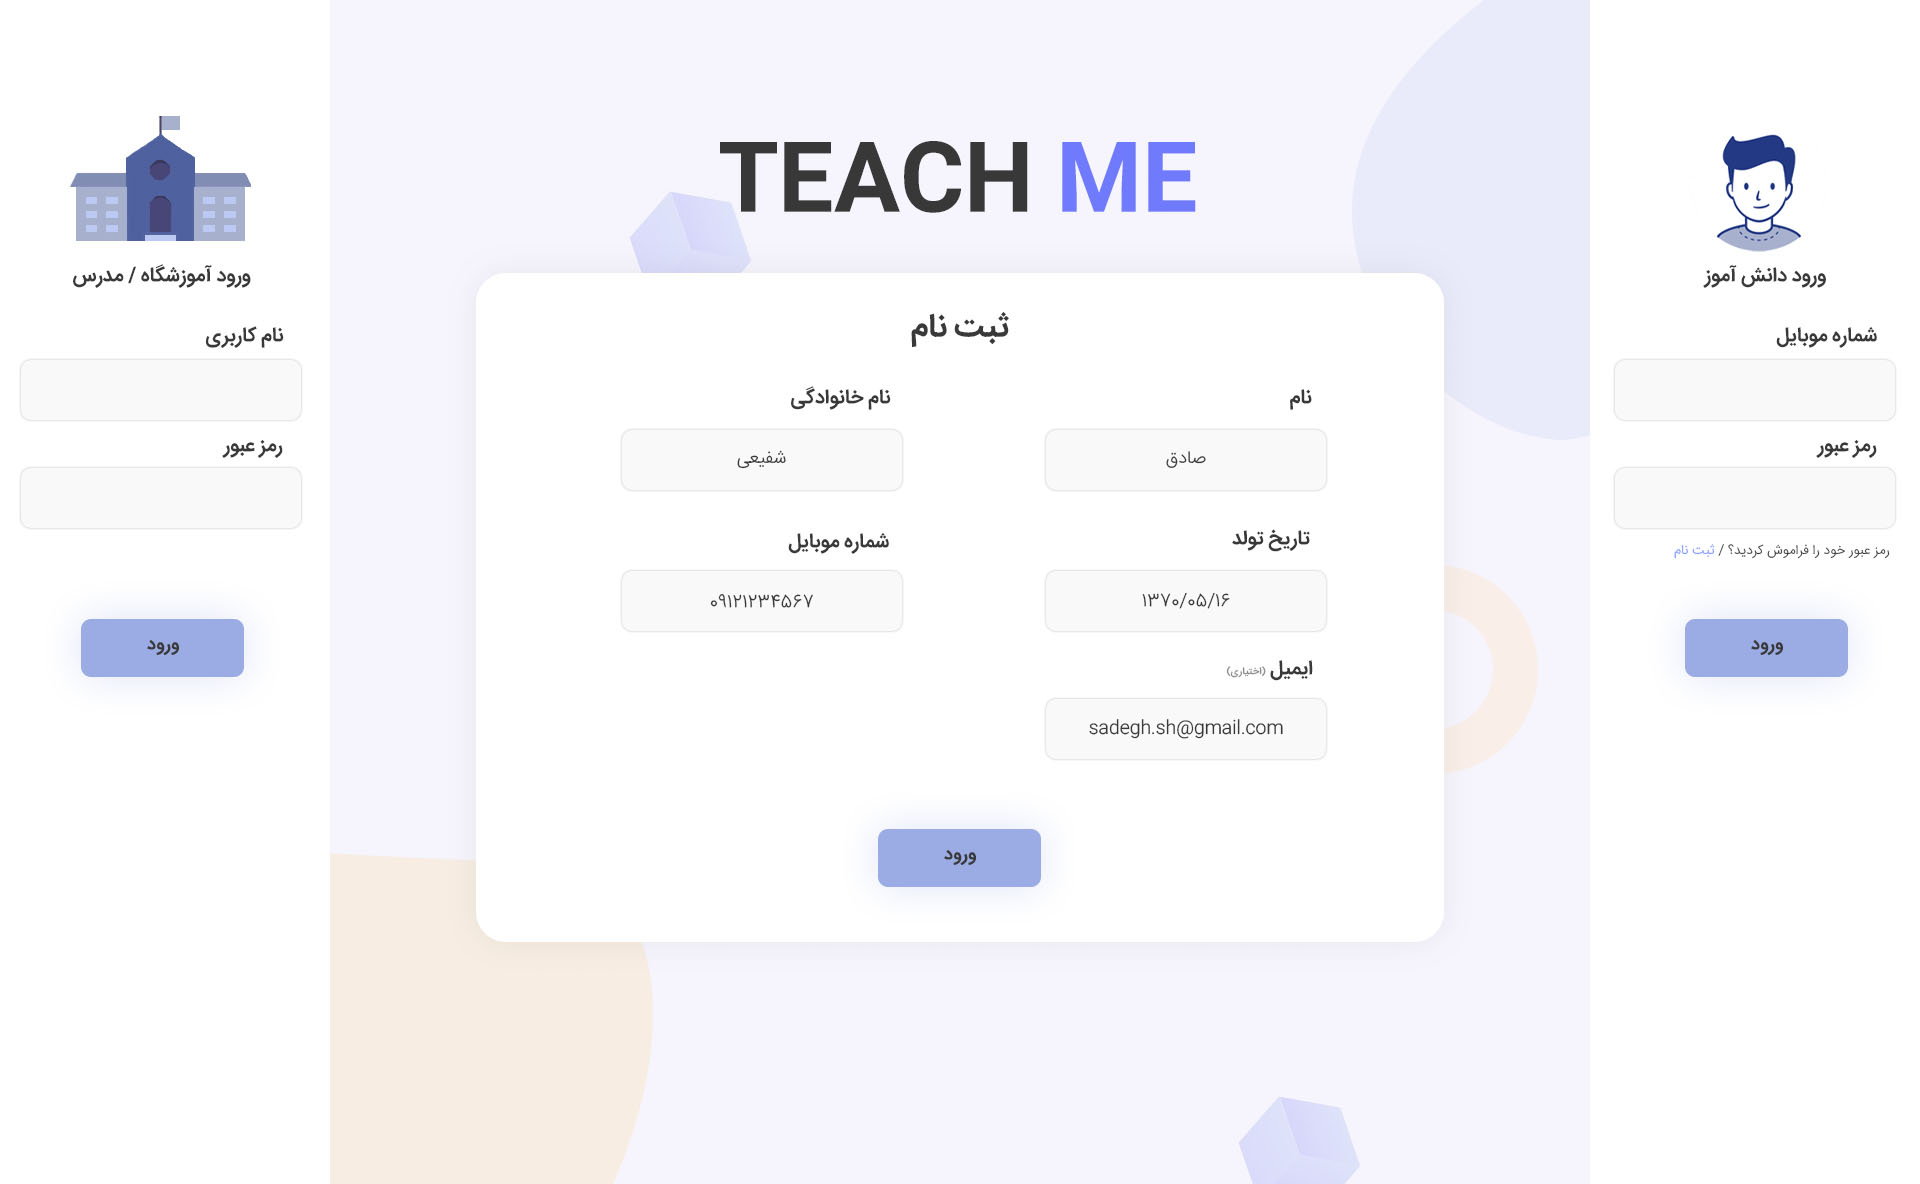 TEACH ME
ورود دانش آموز
شماره موبایل
رمز عبور
رمز عبور خود را فراموش کردید؟ / ثبت نام
ورود
ثبت نام
نام
صادق
نام خانوادگی
شفیعی
تاریخ تولد
۱۳۷۰/۰۵/۱۶
شماره موبایل
۰۹۱۲۱۲۳۴۵۶۷
ایمیل (اختیاری)
sadegh.sh@gmail.com
ورود
ورود آموزشگاه / مدرس
نام کاربری
رمز عبور
ورود